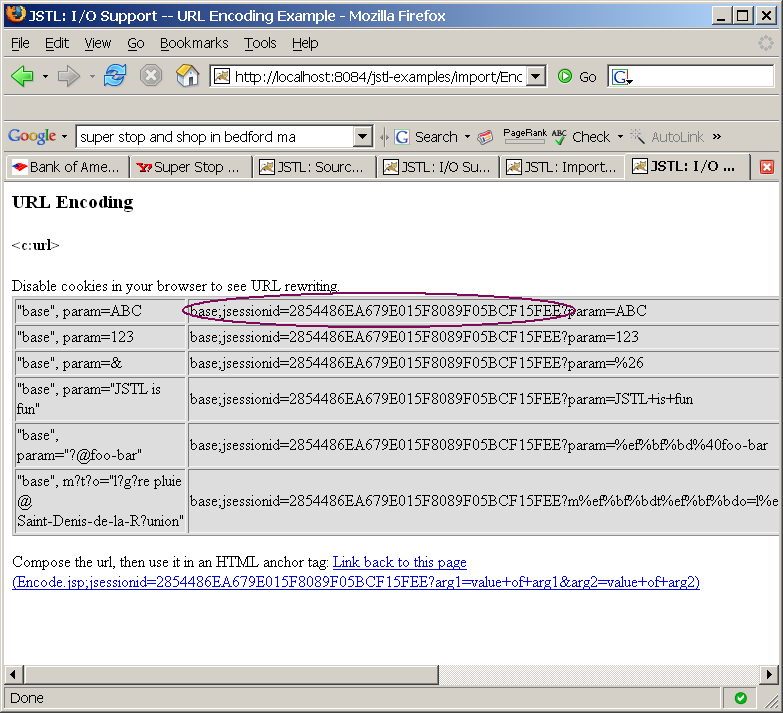 JSTL: I/O Support -- URL Encoding Example - Mozilla Firefox
File Edit View Go Bookmarks Tools Help
http://localhost:8084/jstl-examples/import/Enc Go G
Google super stop and shop in bedford ma G Search PageRank ABC Check AutoLink »
Bank of Ame... Super Stop ... JSTL: Sourc... JSTL: I/O Su... JSTL: Import... JSTL: I/O ...
URL Encoding
<c:url>
Disable cookies in your browser to see URL rewriting.
"base", param=ABC base;jsessionid=2854486EA679E015F8089F05BCF15FEE?param=ABC
"base", param=123 base;jsessionid=2854486EA679E015F8089F05BCF15FEE?param=123
"base", param=& base;jsessionid=2854486EA679E015F8089F05BCF15FEE?param=%26
"base", param="JSTL is
fun" base;jsessionid=2854486EA679E015F8089F05BCF15FEE?param=JSTL+is+fun
"base",
param="?@foo-bar" base;jsessionid=2854486EA679E015F8089F05BCF15FEE?param=%ef%bf%bd%40foo-bar
"base", m?t?o="l?g?re pluie
@
Saint-Denis-de-la-R?union" base;jsessionid=2854486EA679E015F8089F05BCF15FEE?m%ef%bf%bdt%ef%bf%bdo=l%e
Compose the url, then use it in an HTML anchor tag: Link back to this page
(Encode.jsp;jsessionid=2854486EA679E015F8089F05BCF15FEE?arg1=value+of+arg1&arg2=value+of+arg2)
Done